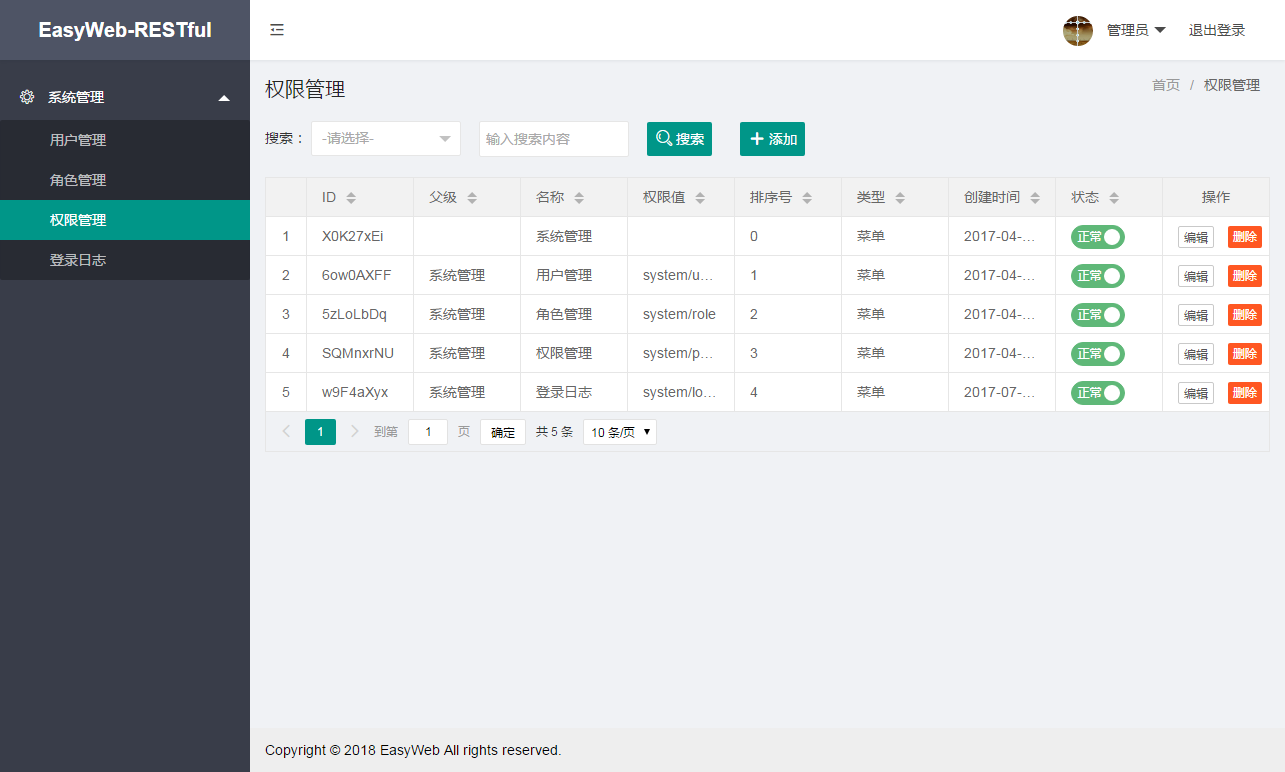 EasyWeb-RESTful
管理员 退出登录
系统管理
用户管理
角色管理
权限管理
登录日志
权限管理
首页 / 权限管理
搜索： -请选择- 输入搜索内容 搜索 添加
ID 父级 名称 权限值 排序号 类型 创建时间 状态 操作
1 X0K27xEi 系统管理 0 菜单 2017-04-... 正常 编辑 删除
2 6ow0AXFF 系统管理 用户管理 system/u... 1 菜单 2017-04-... 正常 编辑 删除
3 5zLoLbDq 系统管理 角色管理 system/role 2 菜单 2017-04-... 正常 编辑 删除
4 SQMnxrNU 系统管理 权限管理 system/p... 3 菜单 2017-04-... 正常 编辑 删除
5 w9F4aXyx 系统管理 登录日志 system/lo... 4 菜单 2017-07-... 正常 编辑 删除
1 到第 1 页 确定 共 5 条 10 条/页
Copyright © 2018 EasyWeb All rights reserved.